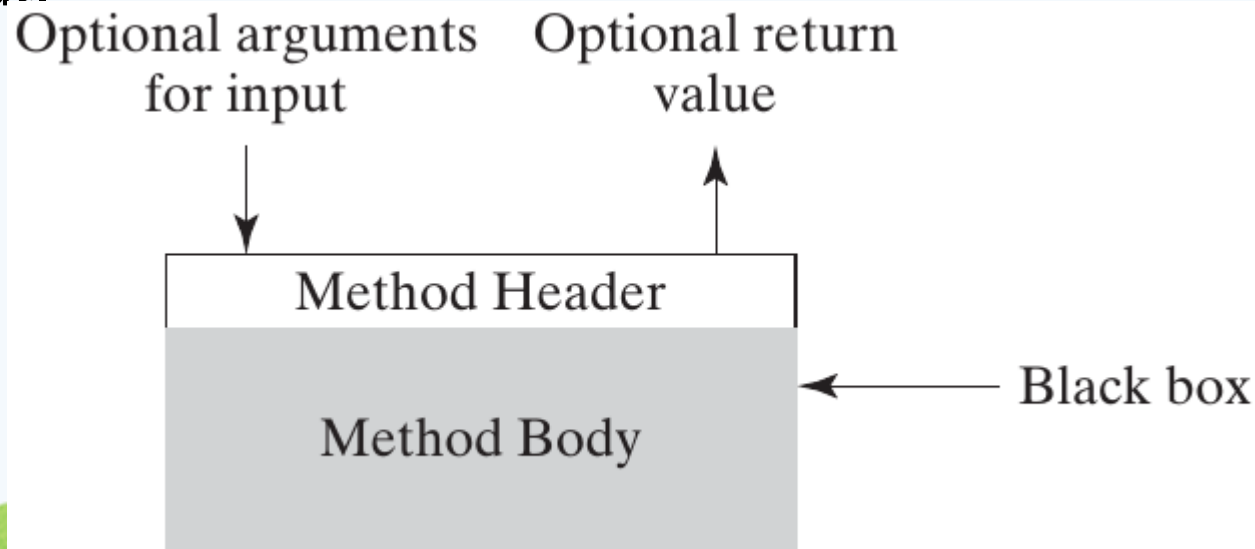 Optional arguments
for input
Optional return
value
Method Header
Black box
Method Body